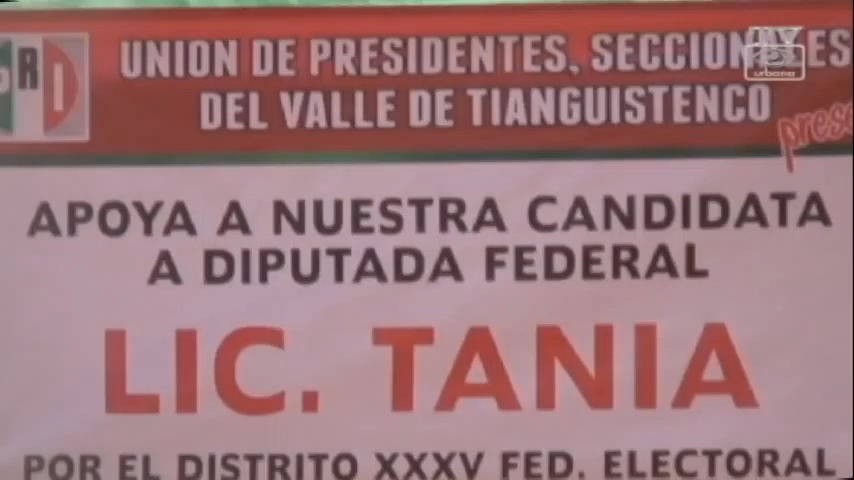 PRI
UNION DE PRESIDENTES, SECCIONALES
DEL VALLE DE TIANGUISTENCO
APOYA A NUESTRA CANDIDATA
A DIPUTADA FEDERAL
LIC. TANIA
POR EL DISTRITO XXXV FED. ELECTORAL
urbana